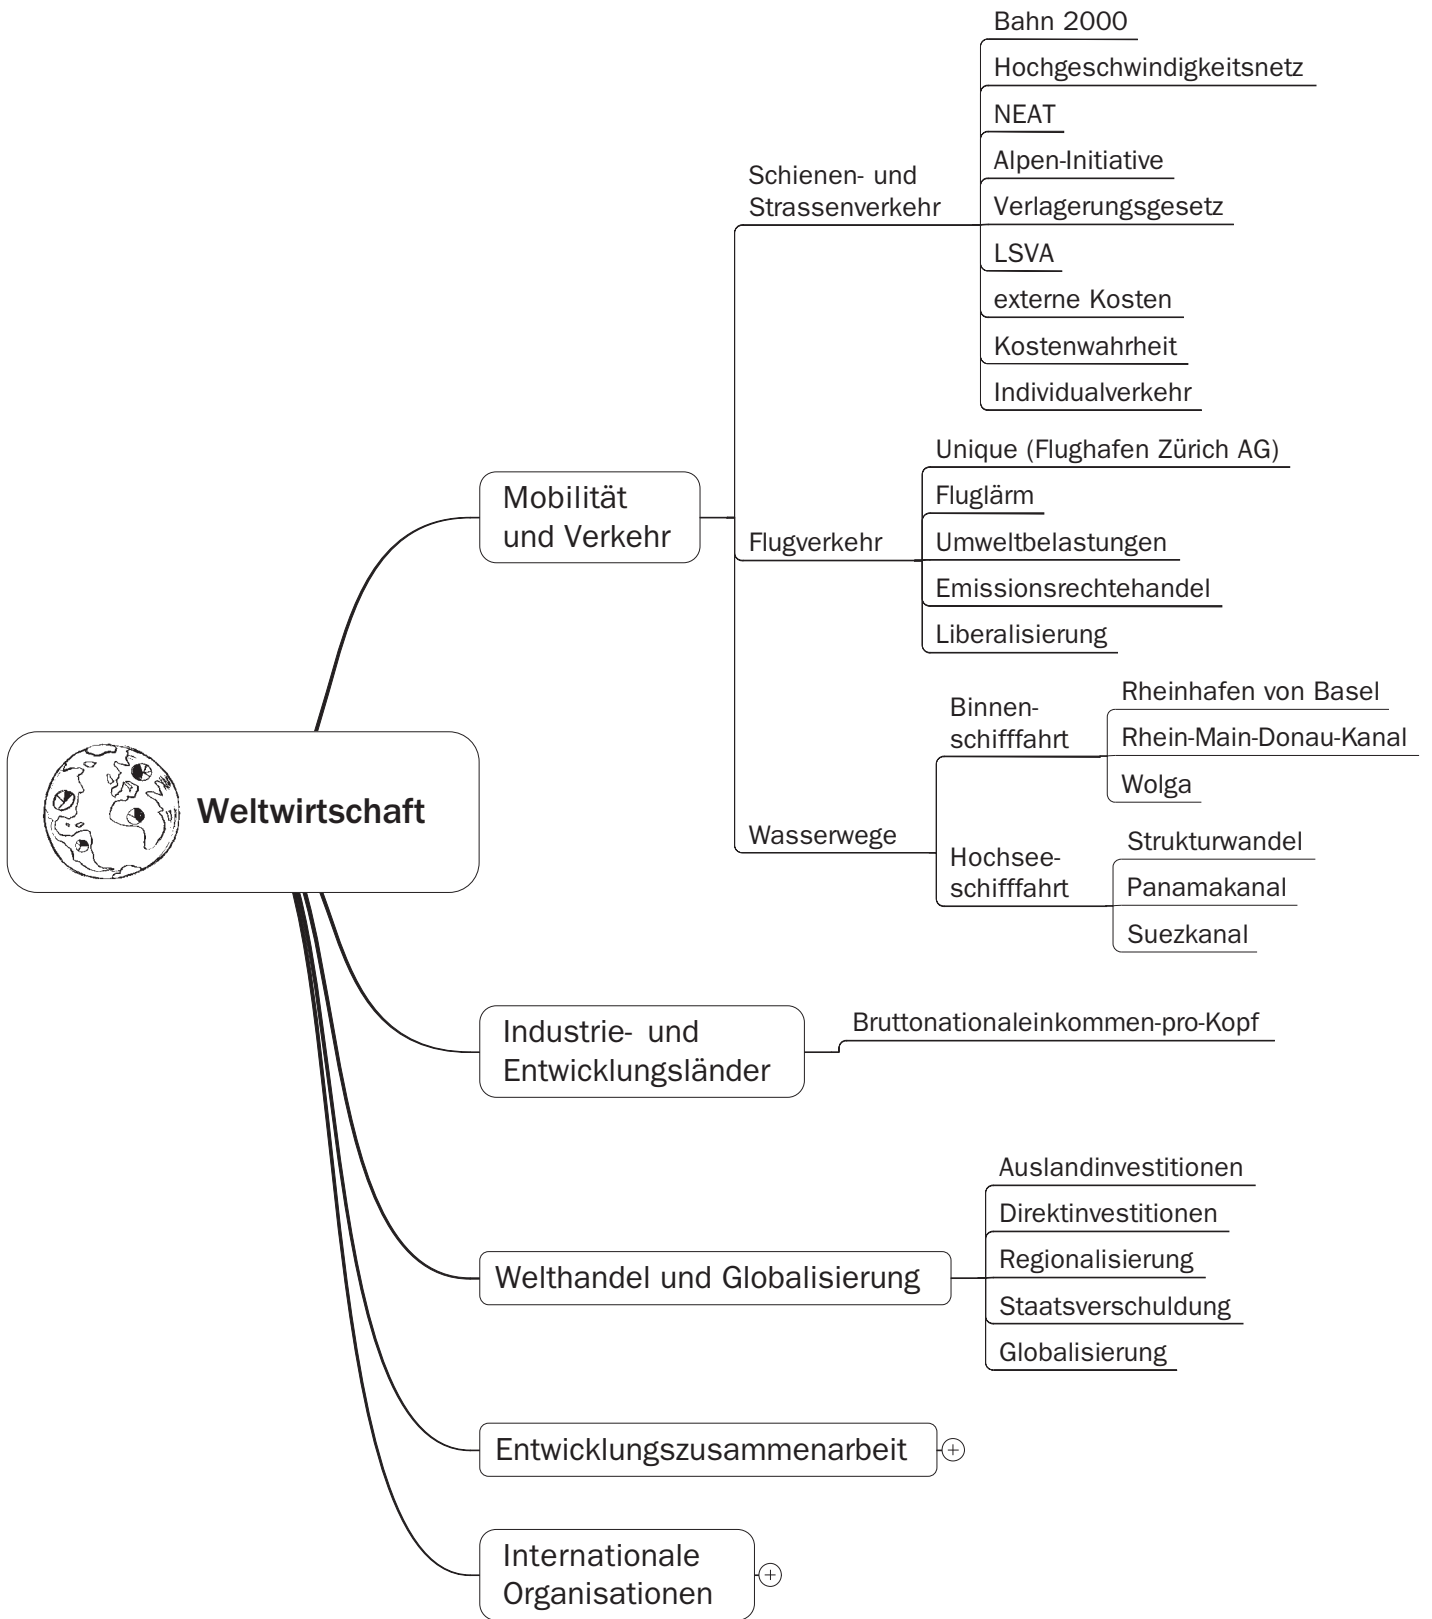 Bahn 2000
Hochgeschwindigkeitsnetz
NEAT
Alpen-Initiative
Schienen- und
Strassenverkehr
Verlagerungsgesetz
LSVA
externe Kosten
Kostenwahrheit
Individualverkehr
Unique (Flughafen Zürich AG)
Mobilität
und Verkehr
Fluglärm
Flugverkehr
Umweltbelastungen
Emissionsrechtehandel
Liberalisierung
Binnen-
schifffahrt
Rheinhafen von Basel
Rhein-Main-Donau-Kanal
Wolga
Weltwirtschaft
Wasserwege
Hochsee-
schifffahrt
Strukturwandel
Panamakanal
Suezkanal
Industrie- und
Entwicklungsländer
Bruttonationaleinkommen-pro-Kopf
Welthandel und Globalisierung
Auslandinvestitionen
Direktinvestitionen
Regionalisierung
Staatsverschuldung
Globalisierung
Entwicklungszusammenarbeit
Internationale
Organisationen